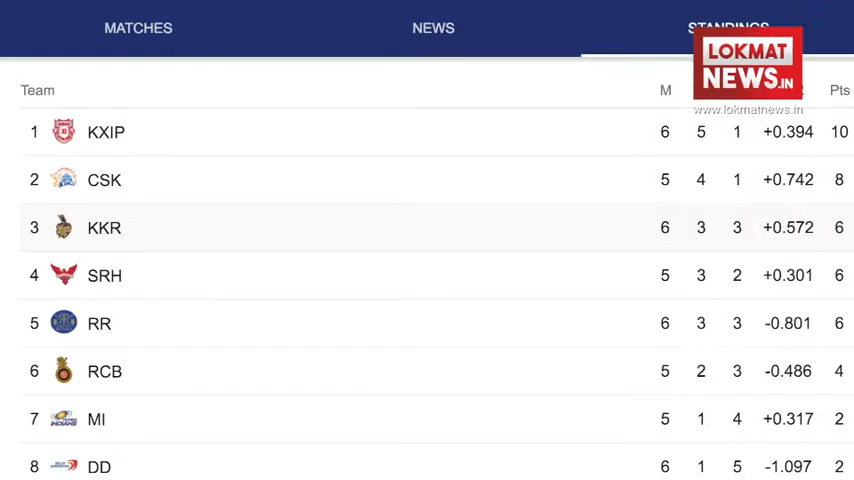 MATCHES NEWS STANDINGS
LOKMAT
NEWS.IN
www.lokmatnews.in
Team M Pts
1 KXIP 6 5 1 +0.394 10
2 CSK 5 4 1 +0.742 8
3 KKR 6 3 3 +0.572 6
4 SRH 5 3 2 +0.301 6
5 RR 6 3 3 -0.801 6
6 RCB 5 2 3 -0.486 4
7 MI 5 1 4 +0.317 2
8 DD 6 1 5 -1.097 2